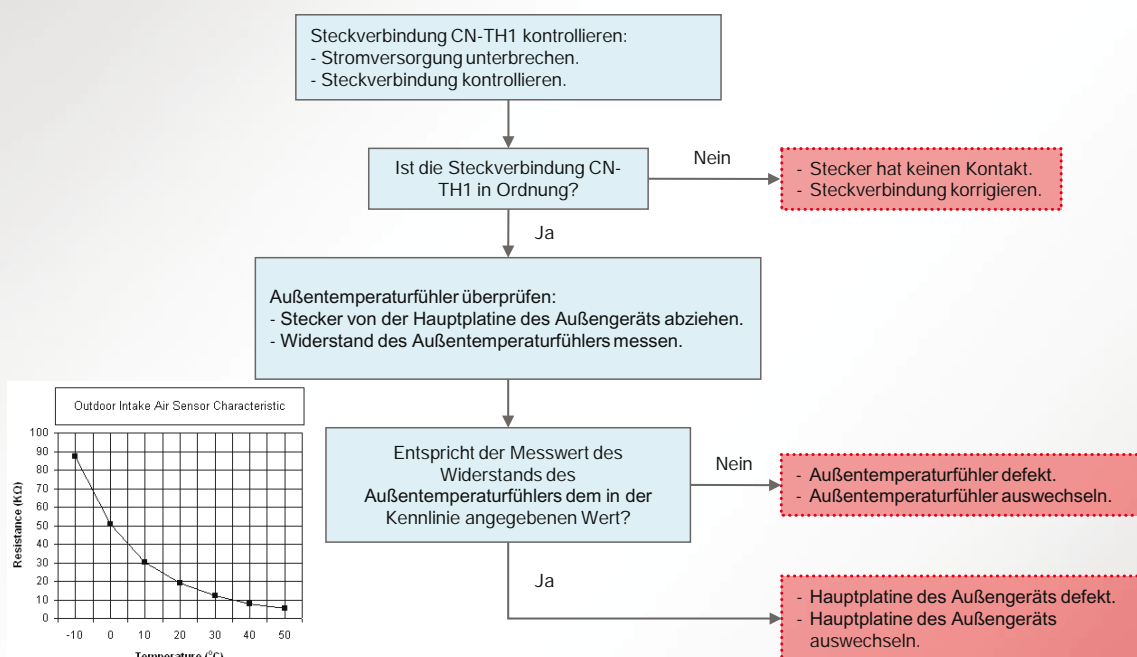 Steckverbindung CN-TH1 kontrollieren:
- Stromversorgung unterbrechen.
- Steckverbindung kontrollieren.
Ist die Steckverbindung CN-
TH1 in Ordnung?
Nein
- Stecker hat keinen Kontakt.
- Steckverbindung korrigieren.
Ja
Außentemperaturfühler überprüfen:
- Stecker von der Hauptplatine des Außengeräts abziehen.
- Widerstand des Außentemperaturfühlers messen.
Entspricht der Messwert des
Widerstands des
Außentemperaturfühlers dem in der
Kennlinie angegebenen Wert?
Nein
- Außentemperaturfühler defekt.
- Außentemperaturfühler auswechseln.
Ja
- Hauptplatine des Außengeräts defekt.
- Hauptplatine des Außengeräts
auswechseln.
Outdoor Intake Air Sensor Characteristic
Resistance (KΩ)
100
90
80
70
60
50
40
30
20
10
0
-10 0 10 20 30 40 50
Temperature (°C)